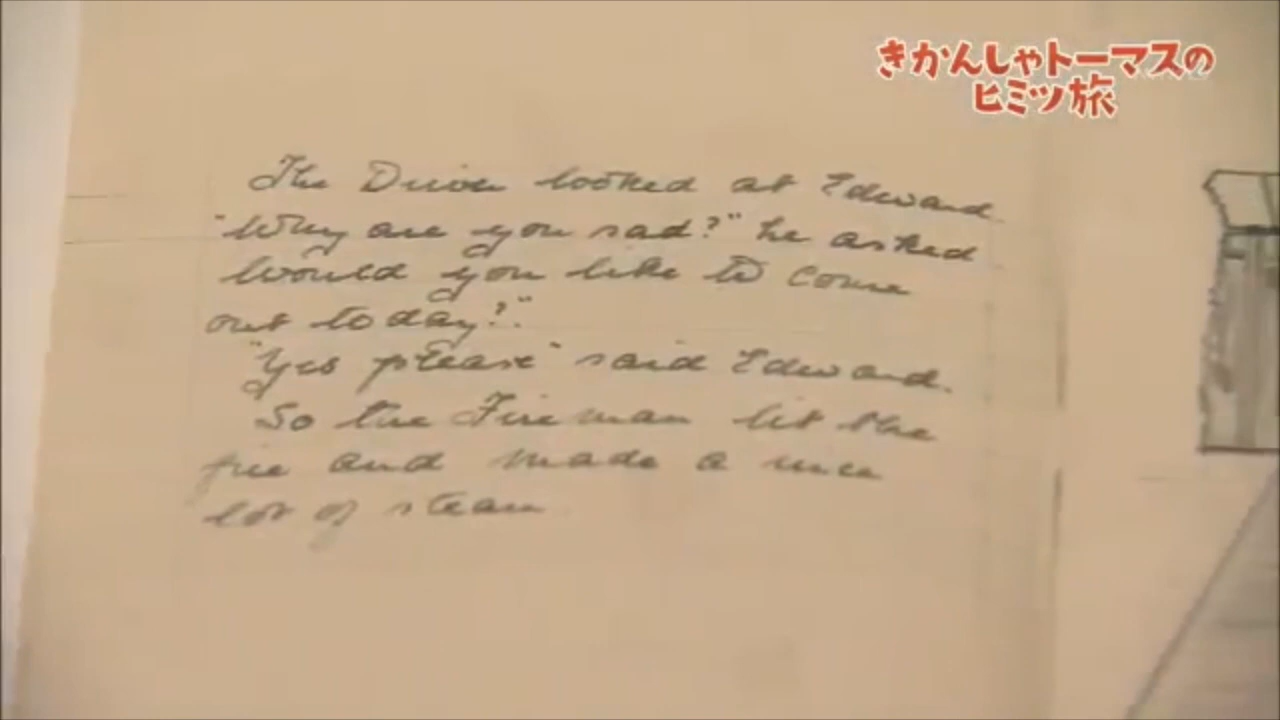 きかんしゃトーマスの
ヒミツ旅
The Driver looked at Edward.
"Why are you sad?" he asked
Would you like to come
out today?."
"Yes please" said Edward.
So the Fireman lit the
fire and made a nice
lot of steam